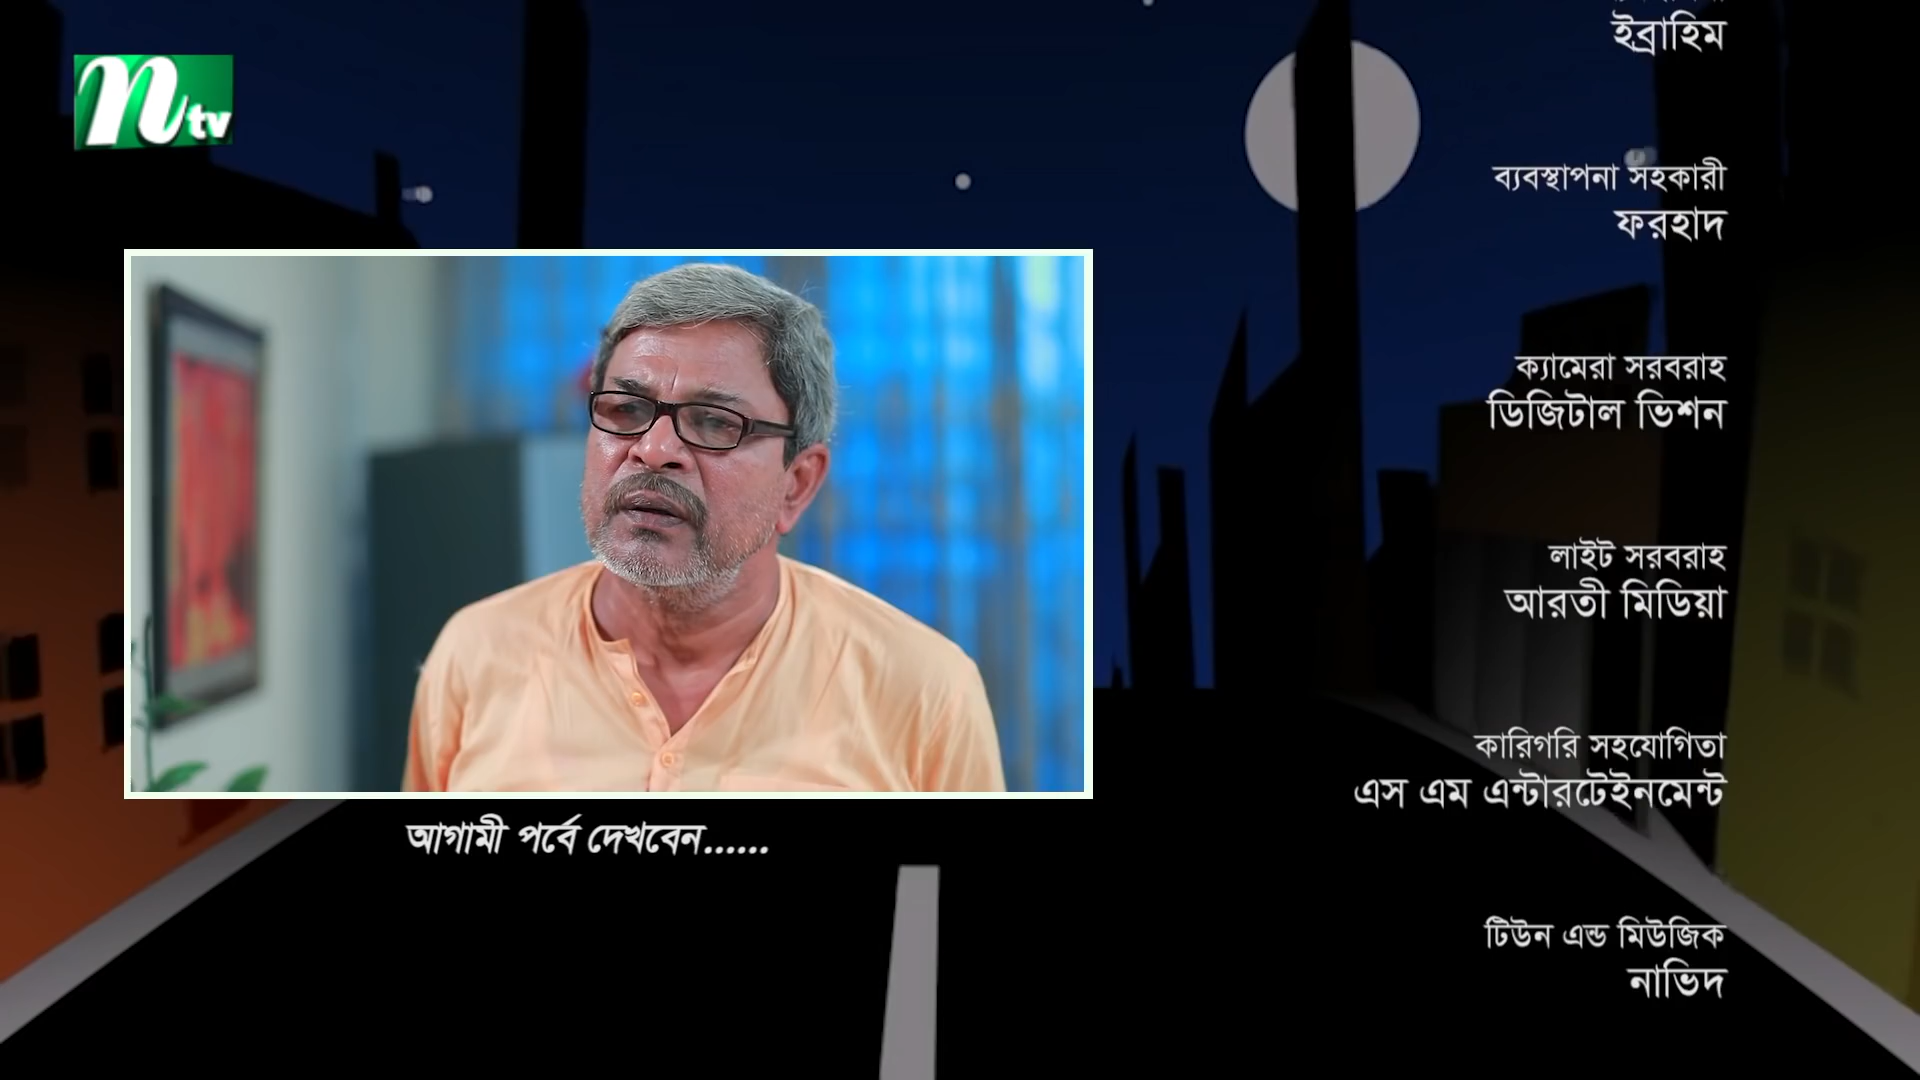 ntv
ইব্রাহিম
ব্যবস্থাপনা সহকারী
ফরহাদ
ক্যামেরা সরবরাহ
ডিজিটাল ভিশন
লাইট সরবরাহ
আরতী মিডিয়া
কারিগরি সহযোগিতা
এস এম এন্টারটেইনমেন্ট
টিউন এন্ড মিউজিক
নাভিদ
আগামী পর্বে দেখবেন......